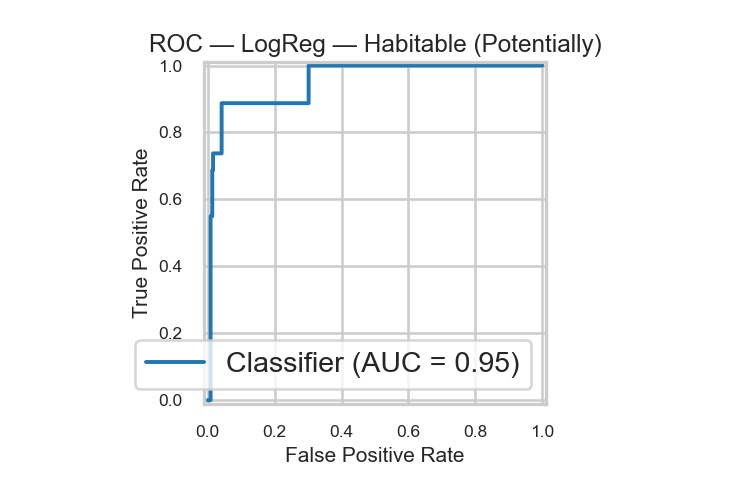 ROC — LogReg — Habitable (Potentially)
1.0
0.8
0.6
0.4
0.2
0.0
True Positive Rate
Classifier (AUC = 0.95)
0.0 0.2 0.4 0.6 0.8 1.0
False Positive Rate